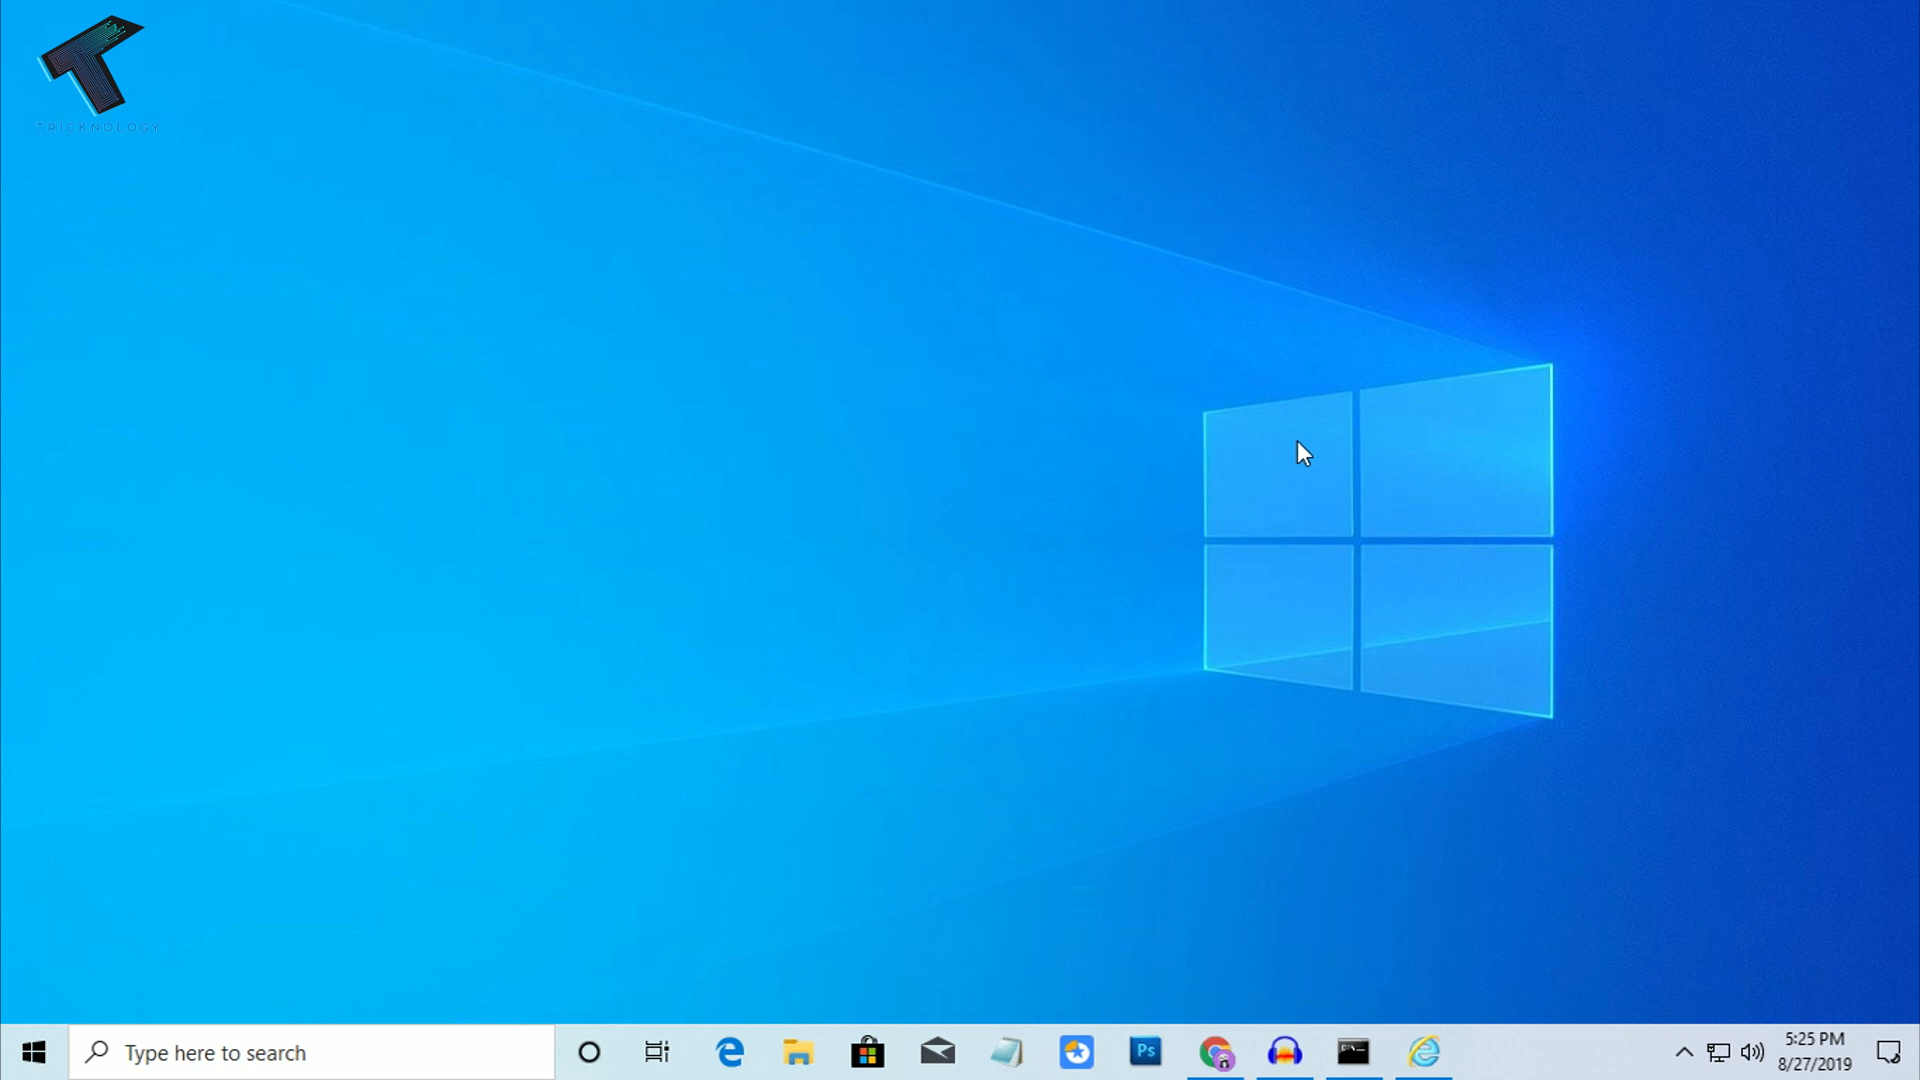 TRICKNOLOGY
Type here to search
Ps
5:25 PM
8/27/2019